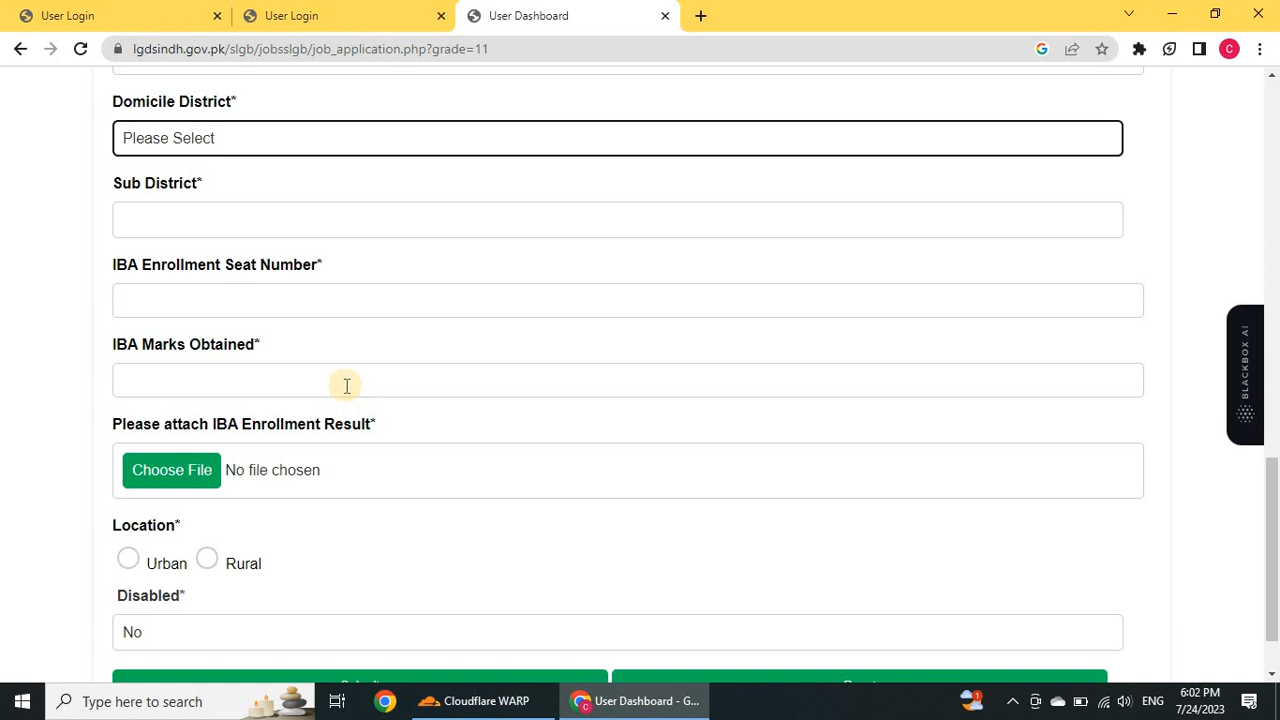 User Login
User Login
User Dashboard
lgdsindh.gov.pk/slgb/jobsslgb/job_application.php?grade=11
C
Domicile District*
Please Select
Sub District*
IBA Enrollment Seat Number*
IBA Marks Obtained*
Please attach IBA Enrollment Result*
Choose File No file chosen
Location*
Urban Rural
Disabled*
No
BLACKBOX AI
Type here to search
Cloudflare WARP
User Dashboard - G...
1
ENG
6:02 PM
7/24/2023